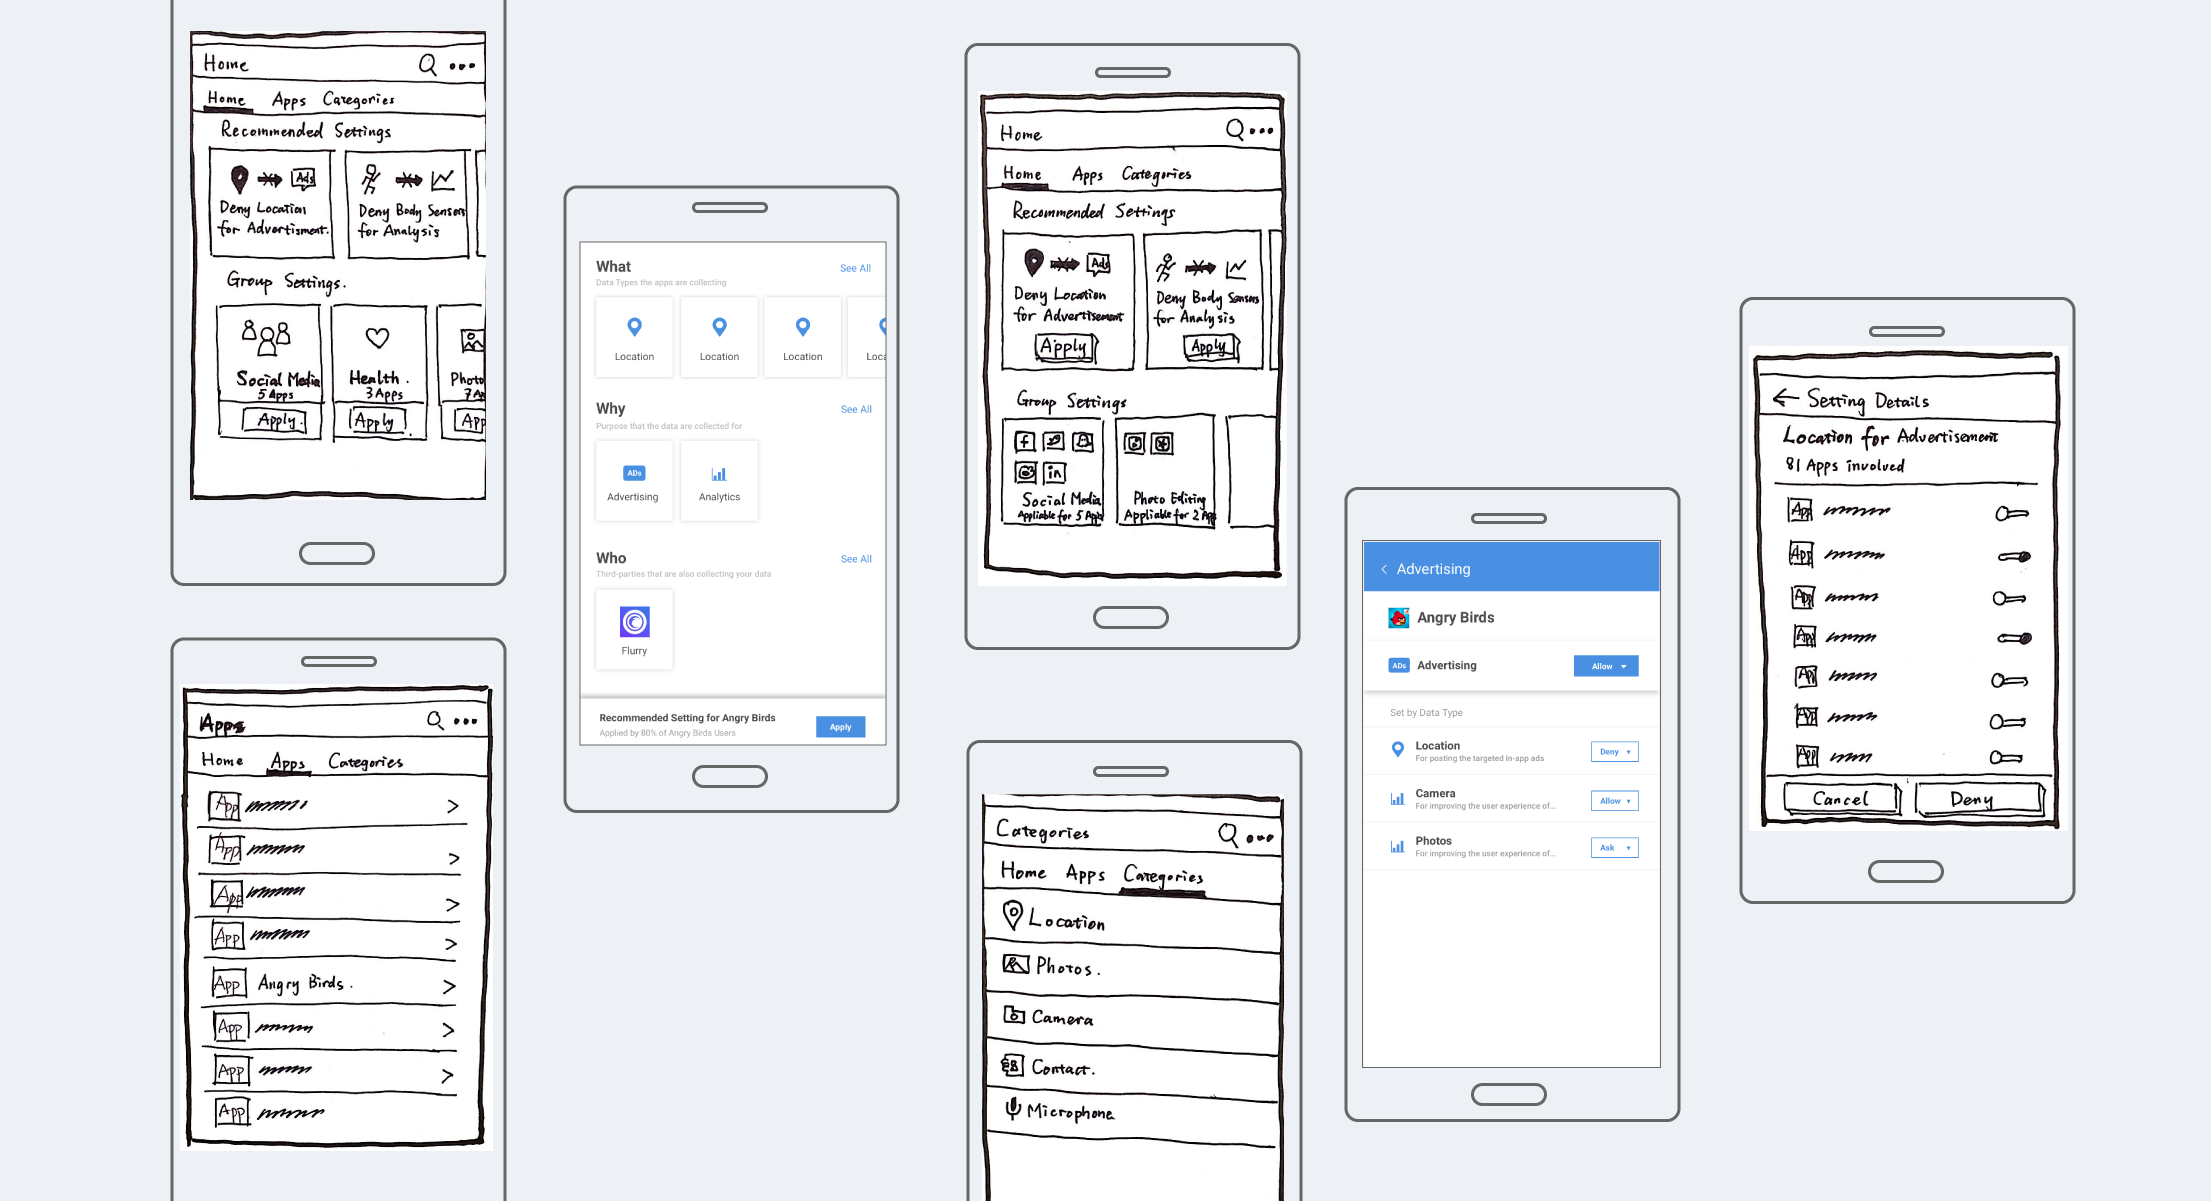 Home
Home Apps Categories
Recommended Settings
Ads
Deny Location
for Advertisment.
Deny Body Sensors
for Analysis
Group Settings.
Social Media
5 Apps
Apply.
Health.
3 Apps
Apply
Photo
7 A
App
Apps
Home Apps Categories
App
App
App
App
App Angry Birds.
App
App
App
What
See All
Data Types the apps are collecting
Location
Location
Location
Loca
Why
See All
Purpose that the data are collected for
ADs
Advertising
Analytics
Who
See All
Third-parties that are also collecting your data
Flurry
Recommended Setting for Angry Birds
Applied by 80% of Angry Birds Users
Apply
Home
Home Apps Categories
Recommended Settings
Ads
Deny Location
for Advertisement
Apply
Deny Body Sensors
for Analysis
Apply
Group Settings
f
in
Social Media
Appliable for 5 Apps
Photo Editing
Appliable for 2 App
Categories
Home Apps Categories
Location
Photos.
Camera
Contact.
Microphone
Advertising
Angry Birds
ADs Advertising
Allow
Set by Data Type
Location
For posting the targeted in-app ads
Deny
Camera
For improving the user experience of...
Allow
Photos
For improving the user experience of...
Ask
Setting Details
Location for Advertisement
81 Apps involved
App
App
App
App
App
App
App
Cancel
Deny